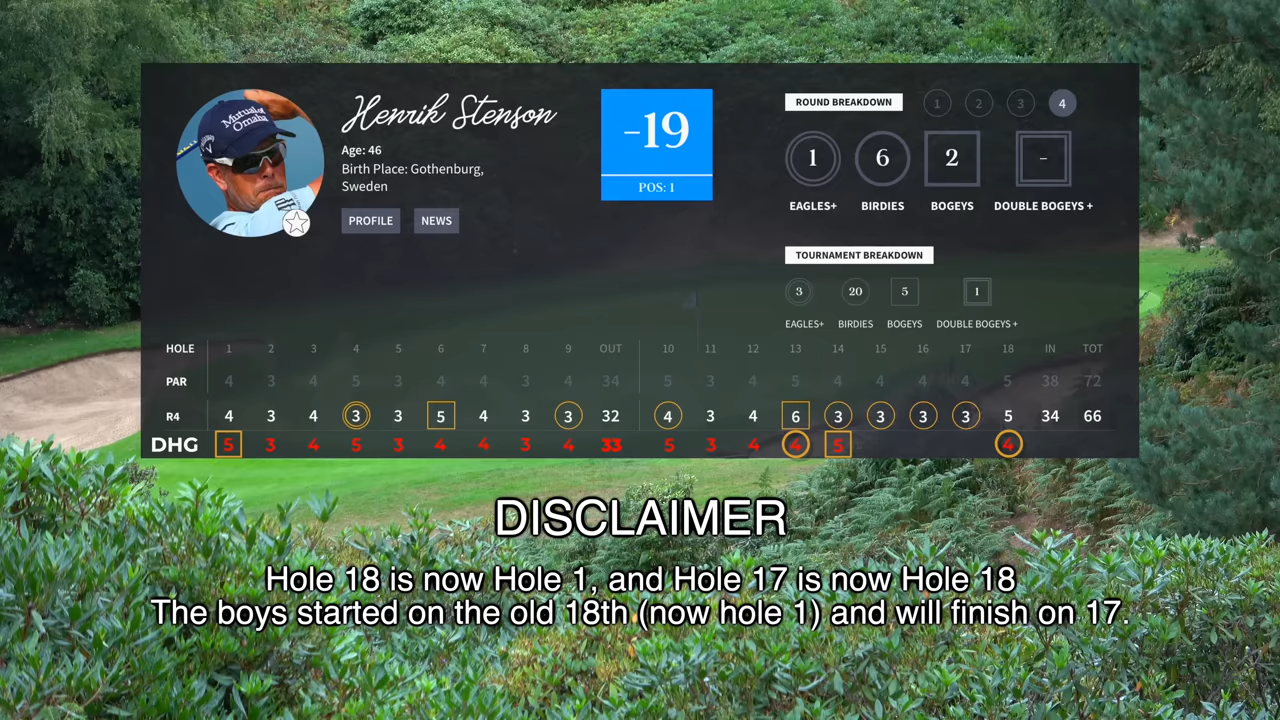 Mutual of
Omaha
Henrik Stenson
Age: 46
Birth Place: Gothenburg,
Sweden
PROFILE NEWS
-19
POS: 1
ROUND BREAKDOWN 1 2 3 4
1 6 2 -
EAGLES+ BIRDIES BOGEYS DOUBLE BOGEYS +
TOURNAMENT BREAKDOWN
3 20 5 1
EAGLES+ BIRDIES BOGEYS DOUBLE BOGEYS +
HOLE 1 2 3 4 5 6 7 8 9 OUT 10 11 12 13 14 15 16 17 18 IN TOT
PAR 4 3 4 5 3 4 4 3 4 34 5 3 4 5 4 4 4 4 5 38 72
R4 4 3 4 3 3 5 4 3 3 32 4 3 4 6 3 3 3 3 5 34 66
DHG 5 3 4 5 3 4 4 3 4 33 5 3 4 4 5 4
DISCLAIMER
Hole 18 is now Hole 1, and Hole 17 is now Hole 18
The boys started on the old 18th (now hole 1) and will finish on 17.